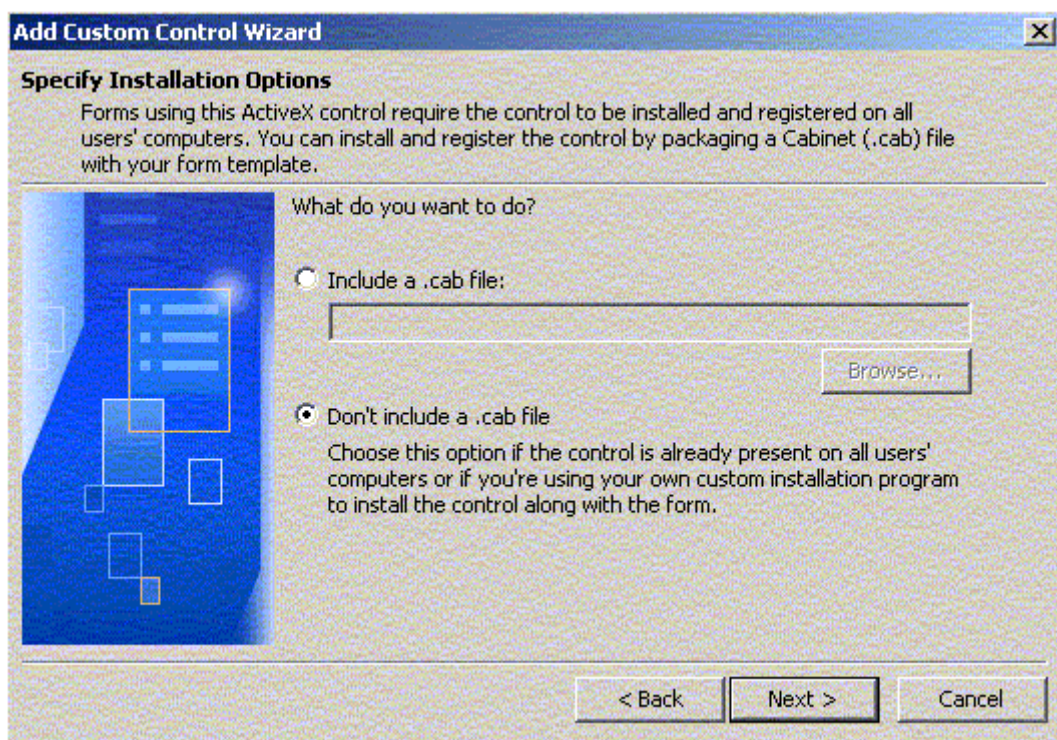 Add Custom Control Wizard
Specify Installation Options
Forms using this ActiveX control require the control to be installed and registered on all
users' computers. You can install and register the control by packaging a Cabinet (.cab) file
with your form template.
What do you want to do?
Include a .cab file:
Browse...
Don't include a .cab file
Choose this option if the control is already present on all users'
computers or if you're using your own custom installation program
to install the control along with the form.
< Back
Next >
Cancel